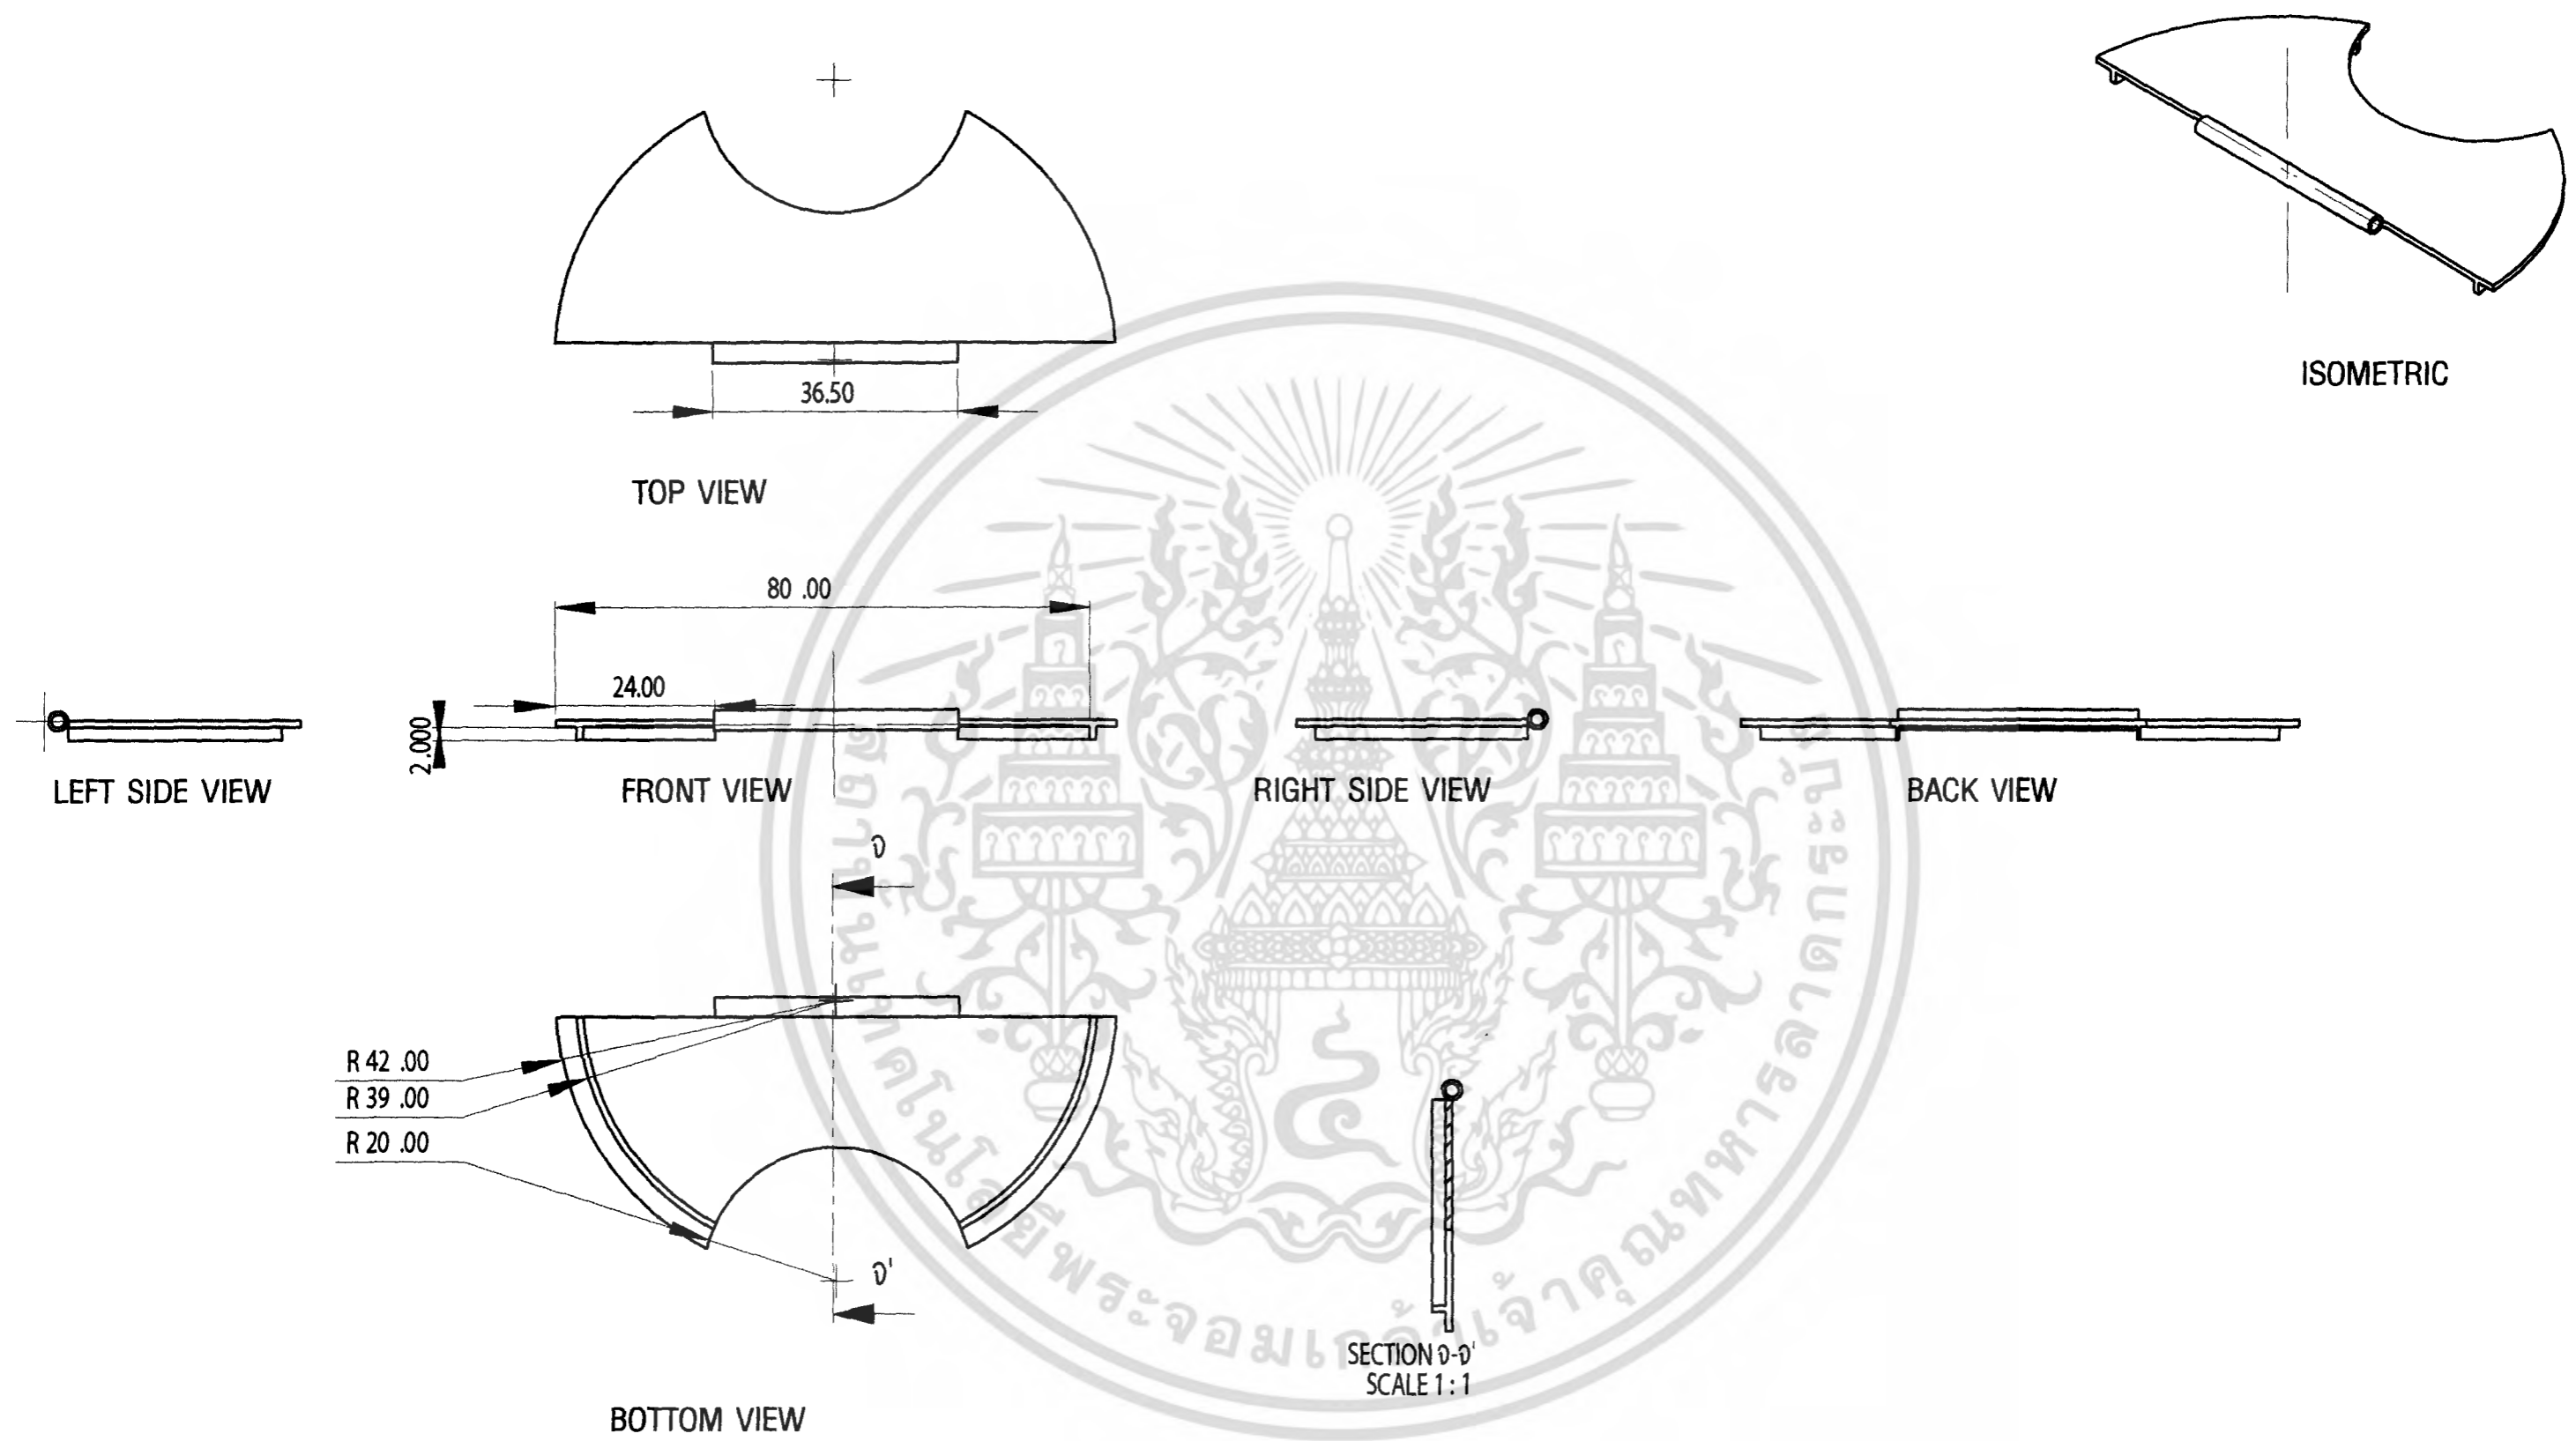 ISOMETRIC
36.50
TOP VIEW
80 .00
24.00
2.000
LEFT SIDE VIEW
FRONT VIEW
RIGHT SIDE VIEW
BACK VIEW
จ
R 42 .00
R 39 .00
R 20 .00
จ'
SECTION จ-จ'
SCALE 1 : 1
BOTTOM VIEW